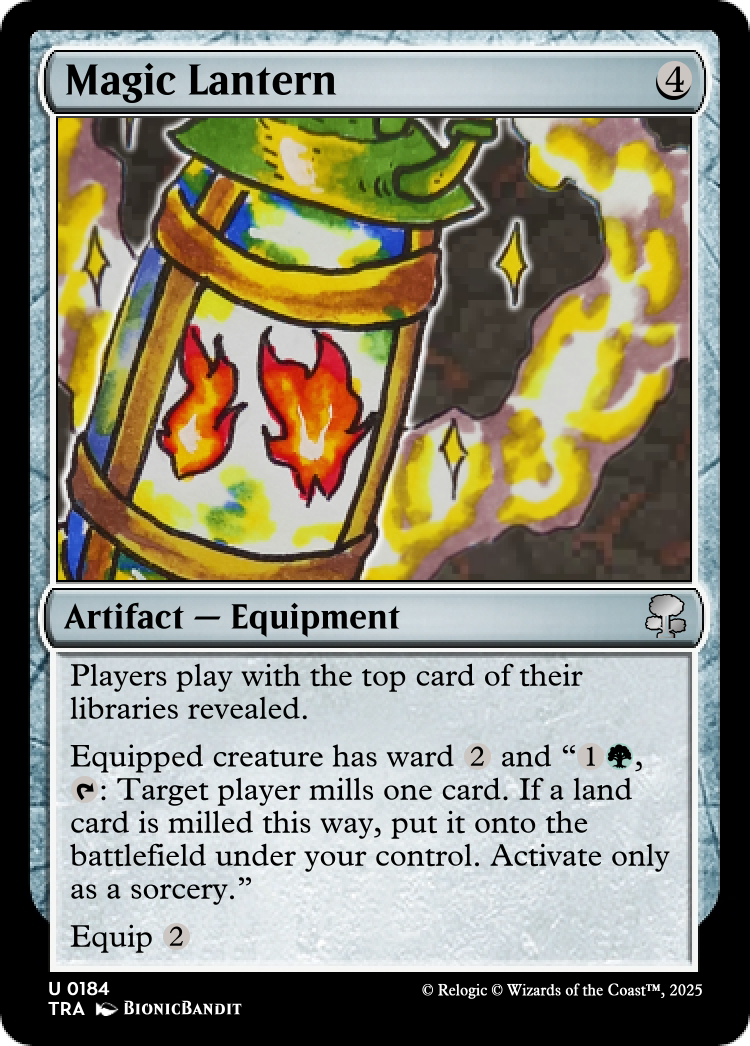 Magic Lantern 4
Artifact — Equipment
Players play with the top card of their
libraries revealed.
Equipped creature has ward 2 and “1 ,
: Target player mills one card. If a land
card is milled this way, put it onto the
battlefield under your control. Activate only
as a sorcery.”
Equip 2
U 0184
TRA BIONICBANDIT
© Relogic © Wizards of the Coast™, 2025